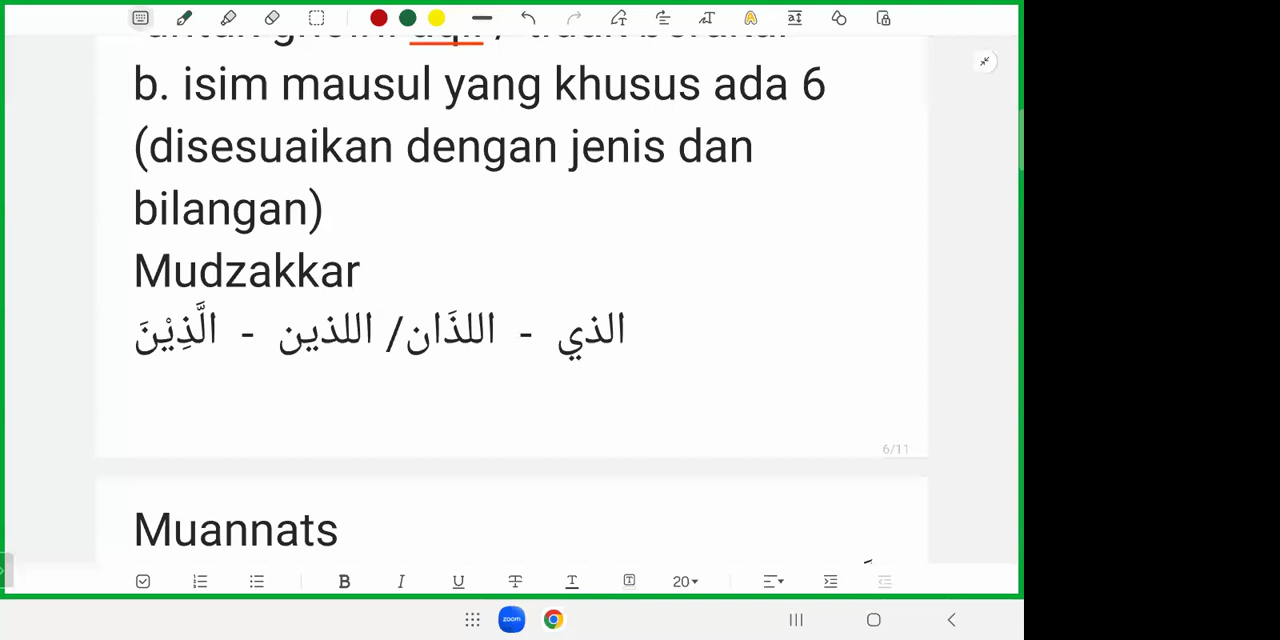 b. isim mausul yang khusus ada 6
(disesuaikan dengan jenis dan
bilangan)
Mudzakkar
الذي - اللذَان/ اللذين - الَّذِيْنَ
6/11
Muannats
B I U T T T 20
zoom